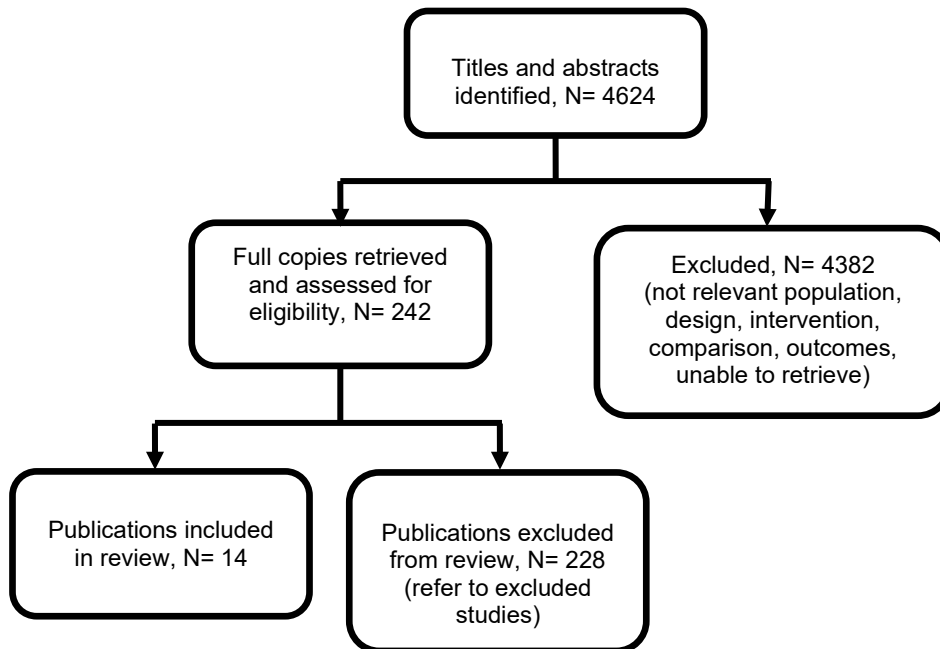 Titles and abstracts
identified, N= 4624
Full copies retrieved
and assessed for
eligibility, N= 242
Excluded, N= 4382
(not relevant population,
design, intervention,
comparison, outcomes,
unable to retrieve)
Publications included
in review, N= 14
Publications excluded
from review, N= 228
(refer to excluded
studies)